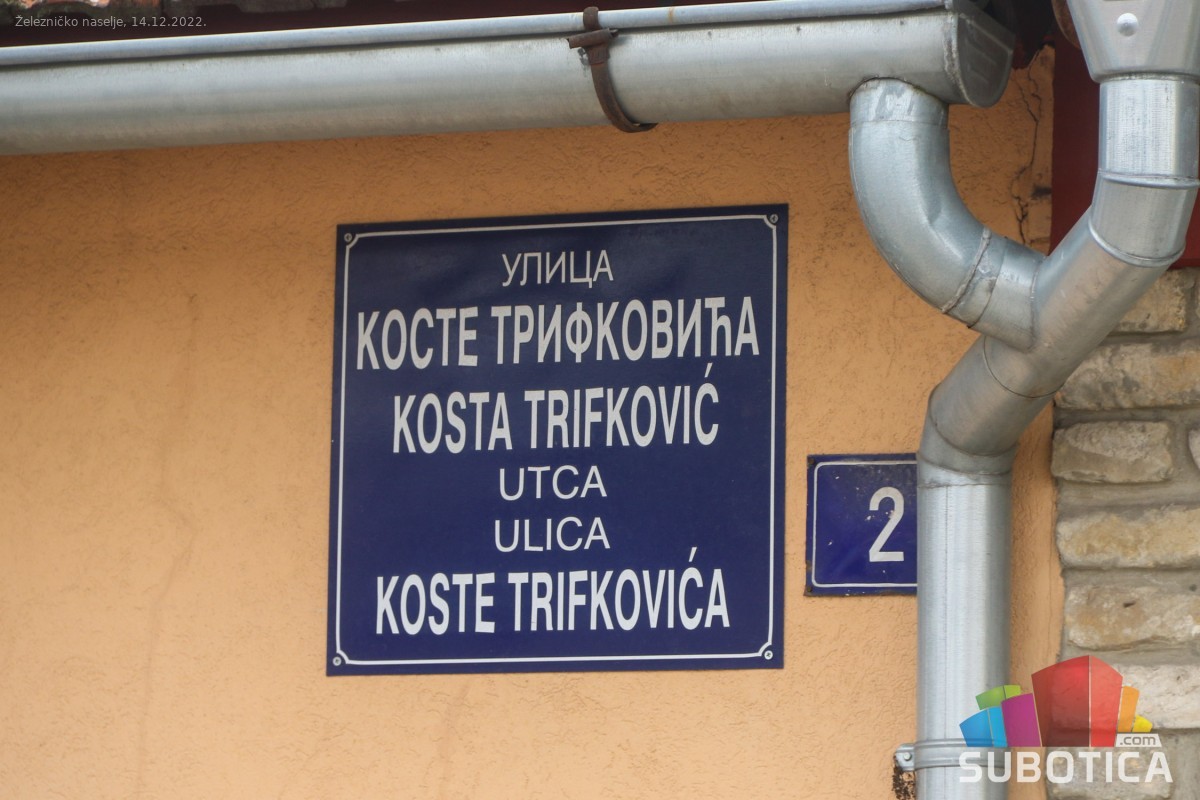 Železničko naselje, 14.12.2022.
УЛИЦА
КОСТЕ ТРИФКОВИЋА
KOSTA TRIFKOVIĆ
UTCA
ULICA
KOSTE TRIFKOVIĆA
2
.com
SUBOTICA